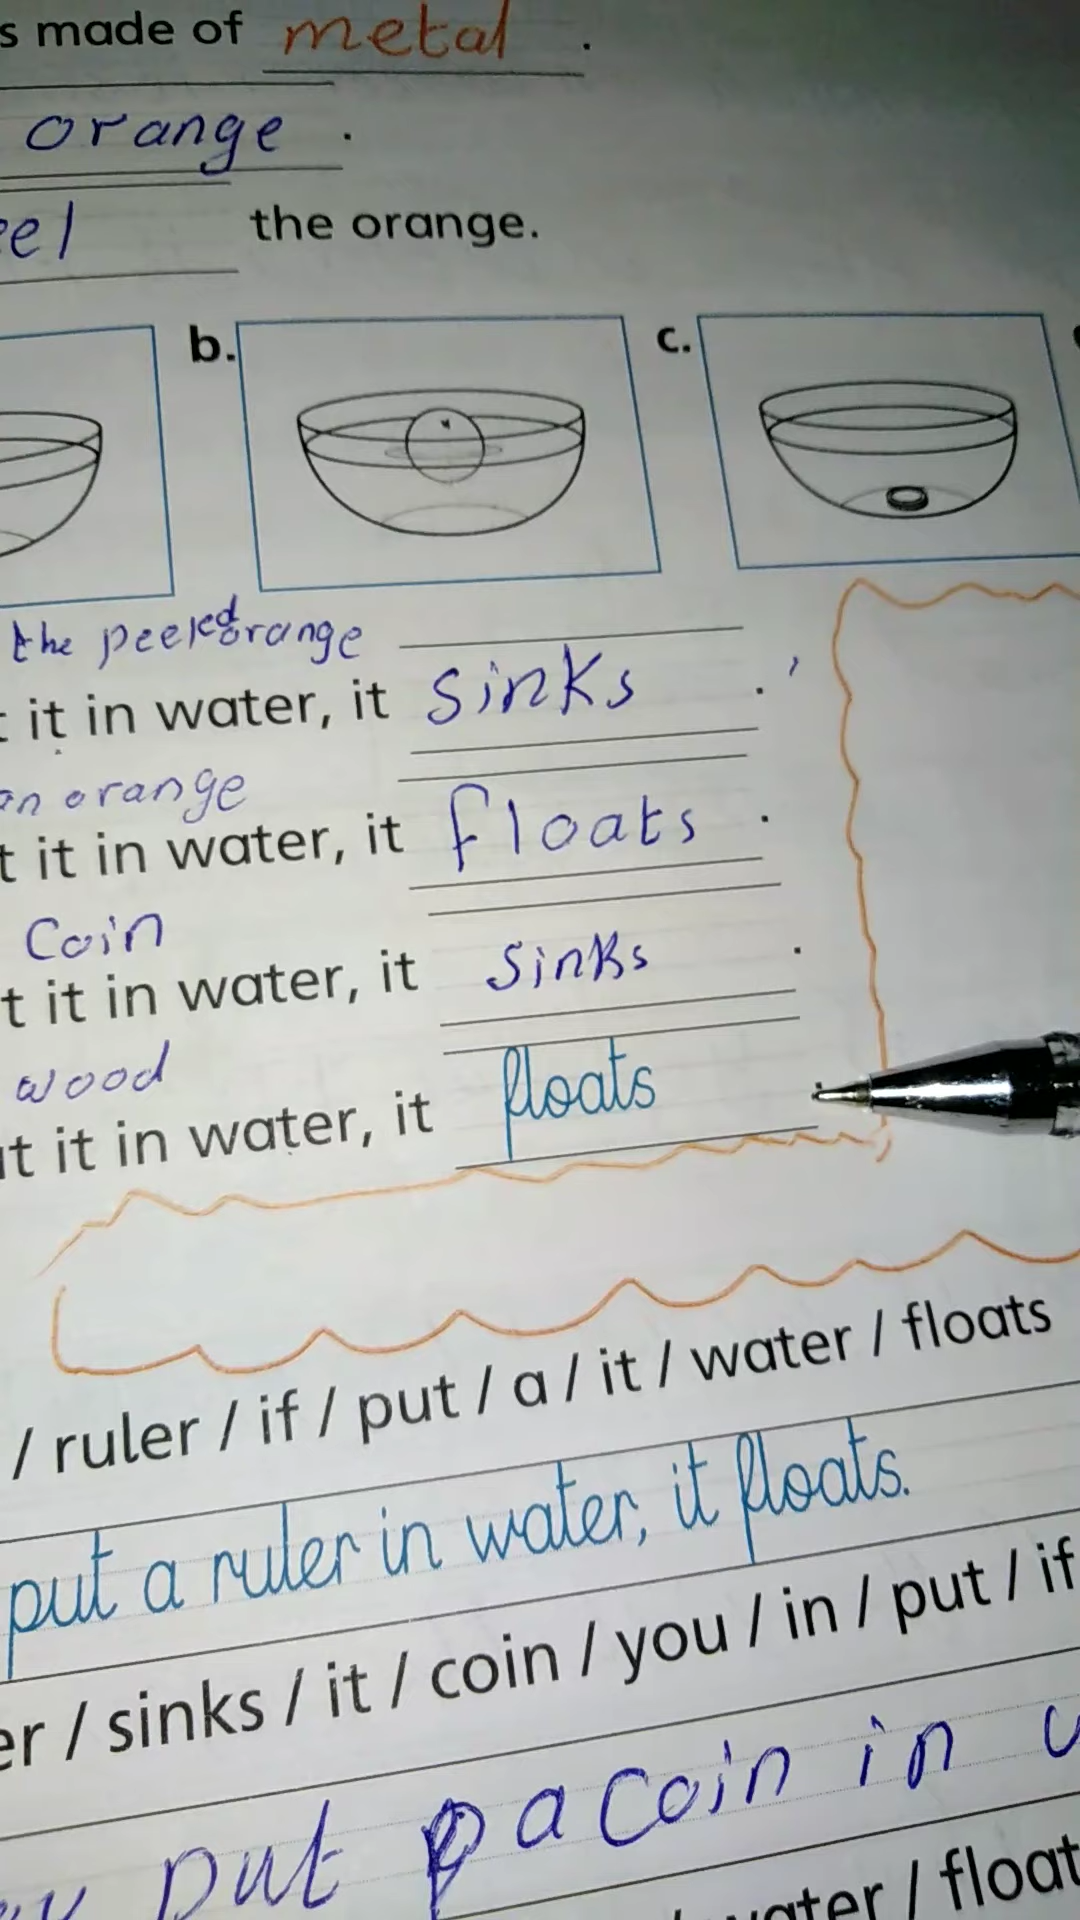 s made of metal .
orange .
eel the orange.
b. c.
the peeled orange
t it in water, it sinks .
an orange
t it in water, it floats .
Coin
t it in water, it sinks .
wood
ut it in water, it floats
/ ruler / if / put / a / it / water / floats
put a ruler in water, it floats.
er / sinks / it / coin / you / in / put / if
put a coin in
water / float